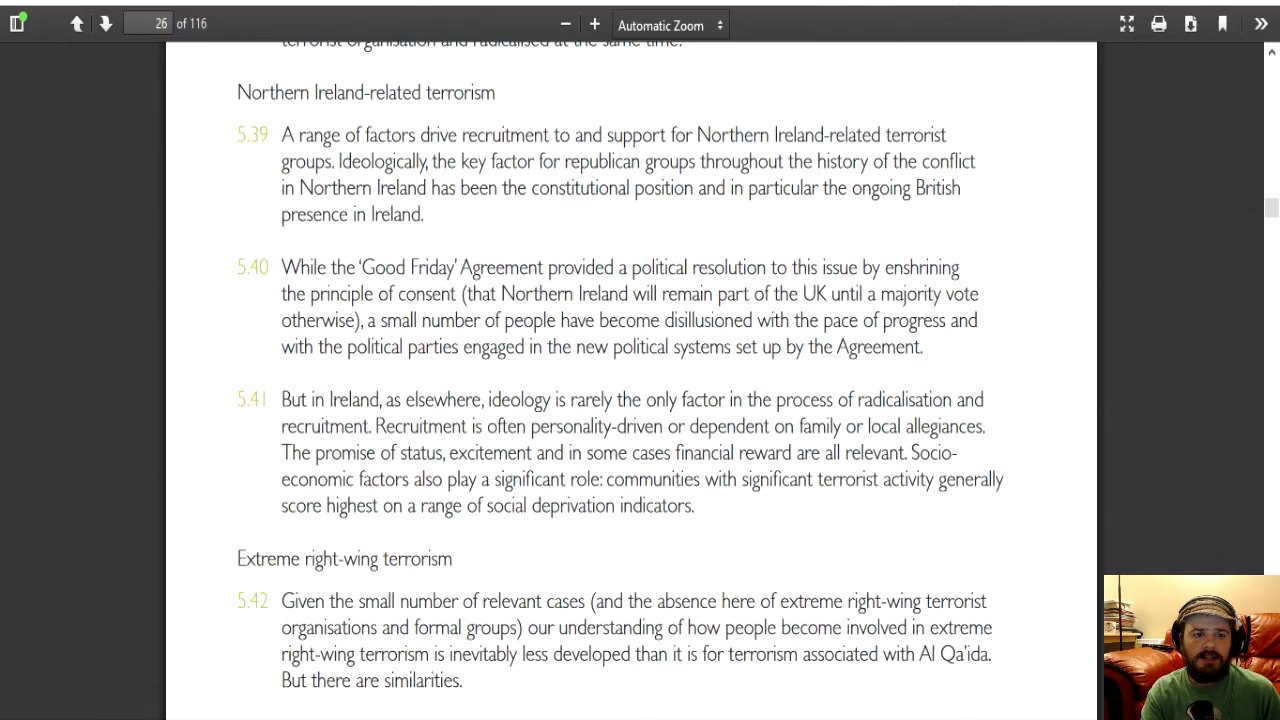 26 of 116
Automatic Zoom
terrorist organisation and radicalised at the same time.
Northern Ireland-related terrorism
5.39 A range of factors drive recruitment to and support for Northern Ireland-related terrorist
groups. Ideologically, the key factor for republican groups throughout the history of the conflict
in Northern Ireland has been the constitutional position and in particular the ongoing British
presence in Ireland.
5.40 While the ‘Good Friday’ Agreement provided a political resolution to this issue by enshrining
the principle of consent (that Northern Ireland will remain part of the UK until a majority vote
otherwise), a small number of people have become disillusioned with the pace of progress and
with the political parties engaged in the new political systems set up by the Agreement.
5.41 But in Ireland, as elsewhere, ideology is rarely the only factor in the process of radicalisation and
recruitment. Recruitment is often personality-driven or dependent on family or local allegiances.
The promise of status, excitement and in some cases financial reward are all relevant. Socio-
economic factors also play a significant role: communities with significant terrorist activity generally
score highest on a range of social deprivation indicators.
Extreme right-wing terrorism
5.42 Given the small number of relevant cases (and the absence here of extreme right-wing terrorist
organisations and formal groups) our understanding of how people become involved in extreme
right-wing terrorism is inevitably less developed than it is for terrorism associated with Al Qa’ida.
But there are similarities.